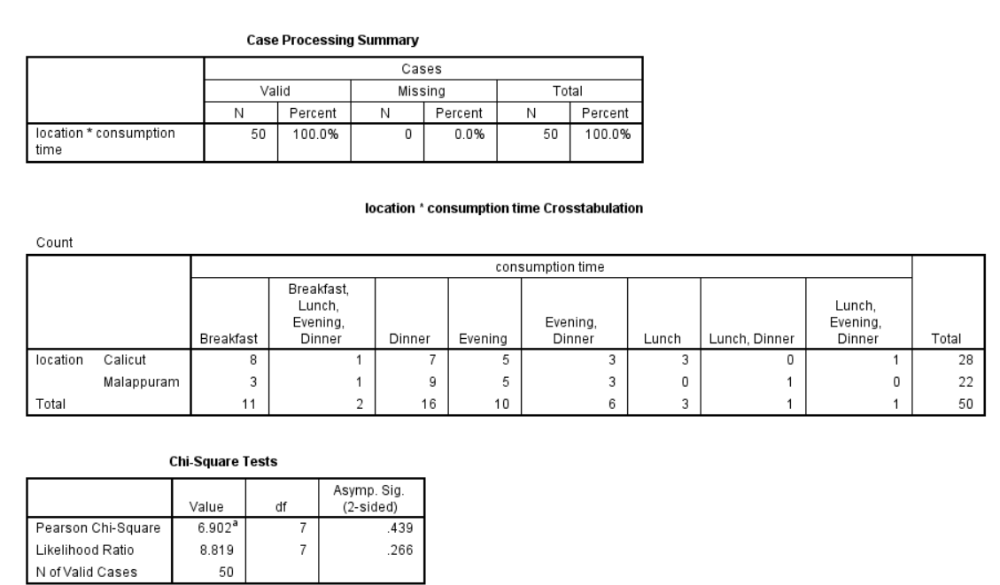 Case Processing Summary
Cases
Valid Missing Total
N Percent N Percent N Percent
location * consumption time 50 100.0% 0 0.0% 50 100.0%
location * consumption time Crosstabulation
Count
consumption time
Breakfast Breakfast, Lunch, Evening, Dinner Dinner Evening Evening, Dinner Lunch Lunch, Dinner Lunch, Evening, Dinner Total
location Calicut 8 1 7 5 3 3 0 1 28
Malappuram 3 1 9 5 3 0 1 0 22
Total 11 2 16 10 6 3 1 1 50
Chi-Square Tests
Value df Asymp. Sig. (2-sided)
Pearson Chi-Square 6.902a 7 .439
Likelihood Ratio 8.819 7 .266
N of Valid Cases 50